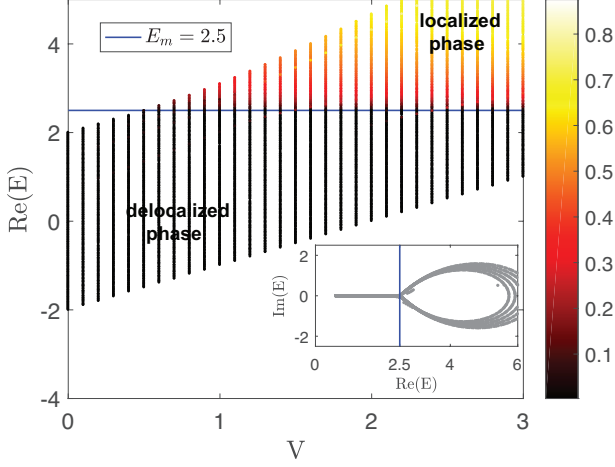 localized
phase
E_m = 2.5
delocalized
phase
Re(E)
4
2
0
-2
-4
0
1
2
3
V
Im(E)
2
0
-2
0
2.5
4
6
Re(E)
0.8
0.7
0.6
0.5
0.4
0.3
0.2
0.1